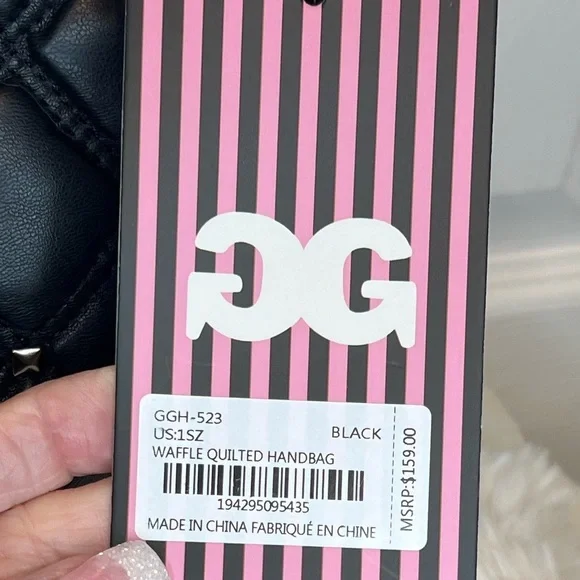 GG
GGH-523
US:1SZ BLACK
WAFFLE QUILTED HANDBAG
194295095435
MADE IN CHINA FABRIQUÉ EN CHINE
MSRP:$159.00